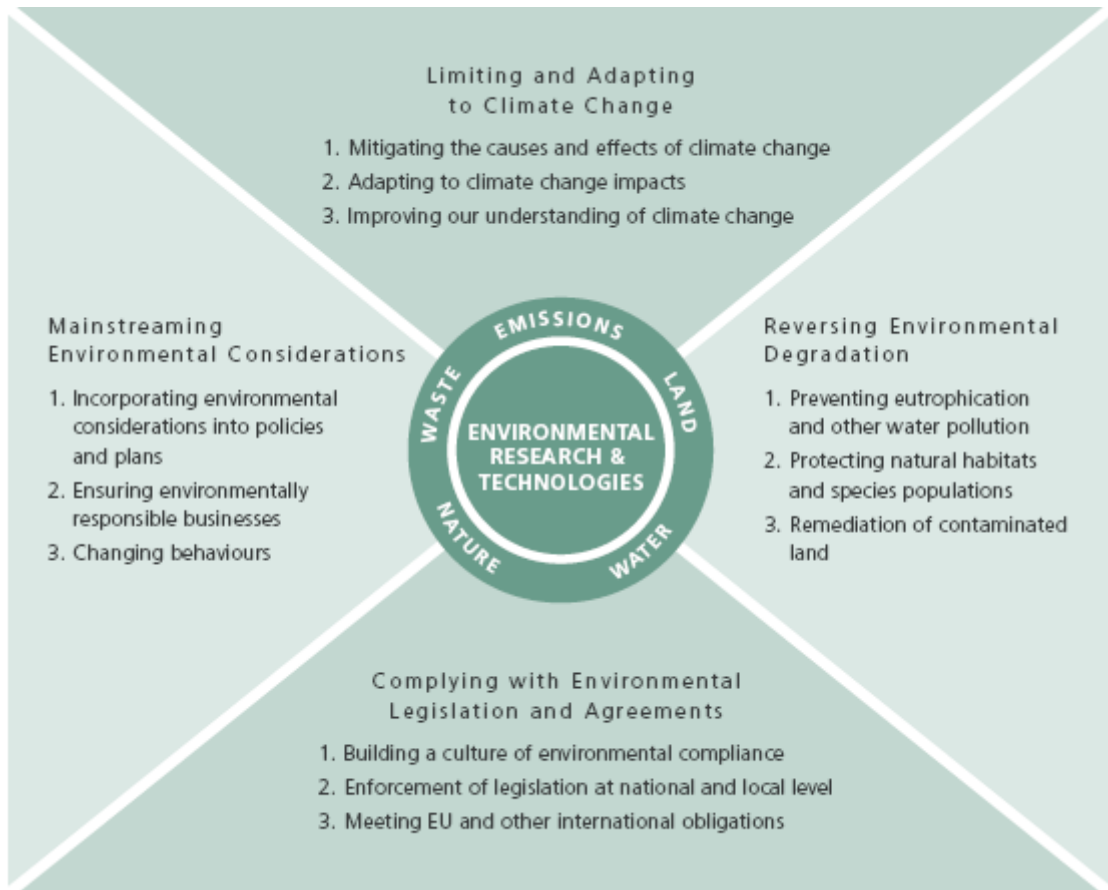 Limiting and Adapting
to Climate Change
1. Mitigating the causes and effects of climate change
2. Adapting to climate change impacts
3. Improving our understanding of climate change
Mainstreaming
Environmental Considerations
1. Incorporating environmental
considerations into policies
and plans
2. Ensuring environmentally
responsible businesses
3. Changing behaviours
EMISSIONS
LAND
WATER
NATURE
WASTE
ENVIRONMENTAL
RESEARCH &
TECHNOLOGIES
Reversing Environmental
Degradation
1. Preventing eutrophication
and other water pollution
2. Protecting natural habitats
and species populations
3. Remediation of contaminated
land
Complying with Environmental
Legislation and Agreements
1. Building a culture of environmental compliance
2. Enforcement of legislation at national and local level
3. Meeting EU and other international obligations